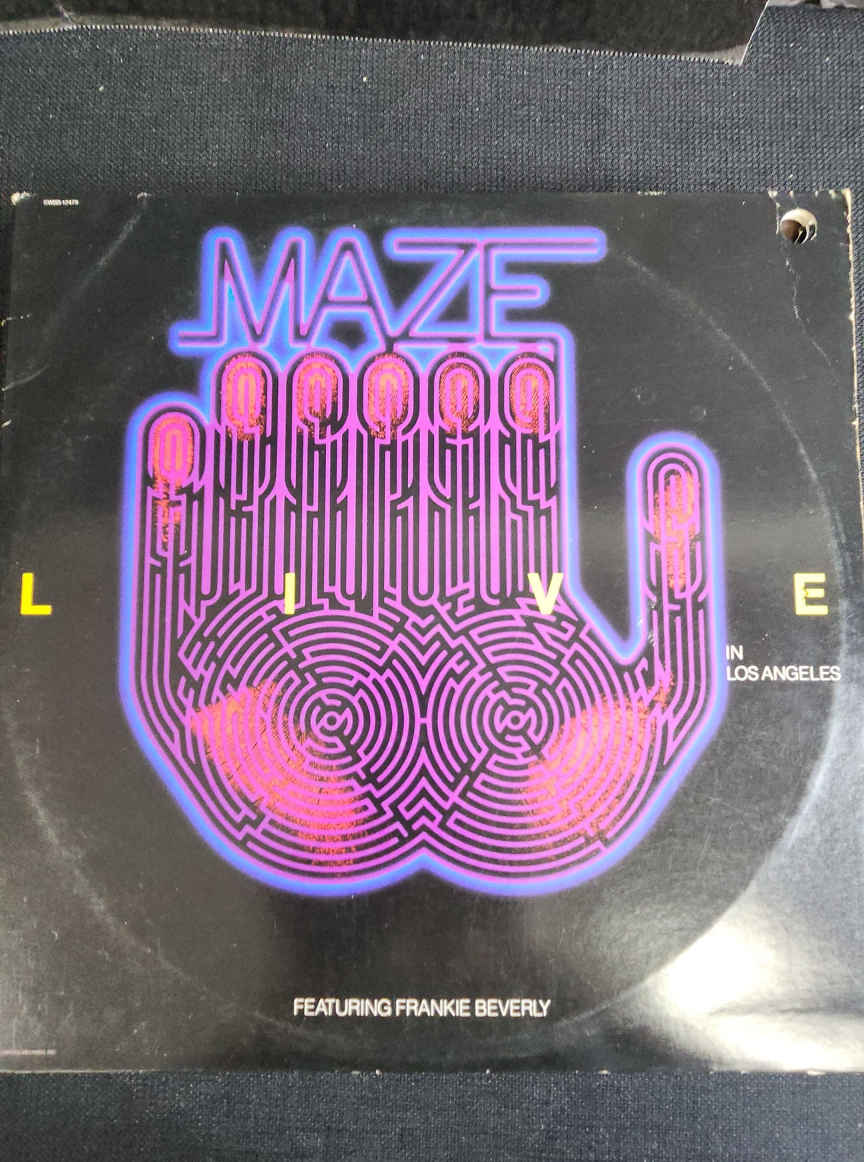 MAZE
L I V E
IN
LOS ANGELES
FEATURING FRANKIE BEVERLY